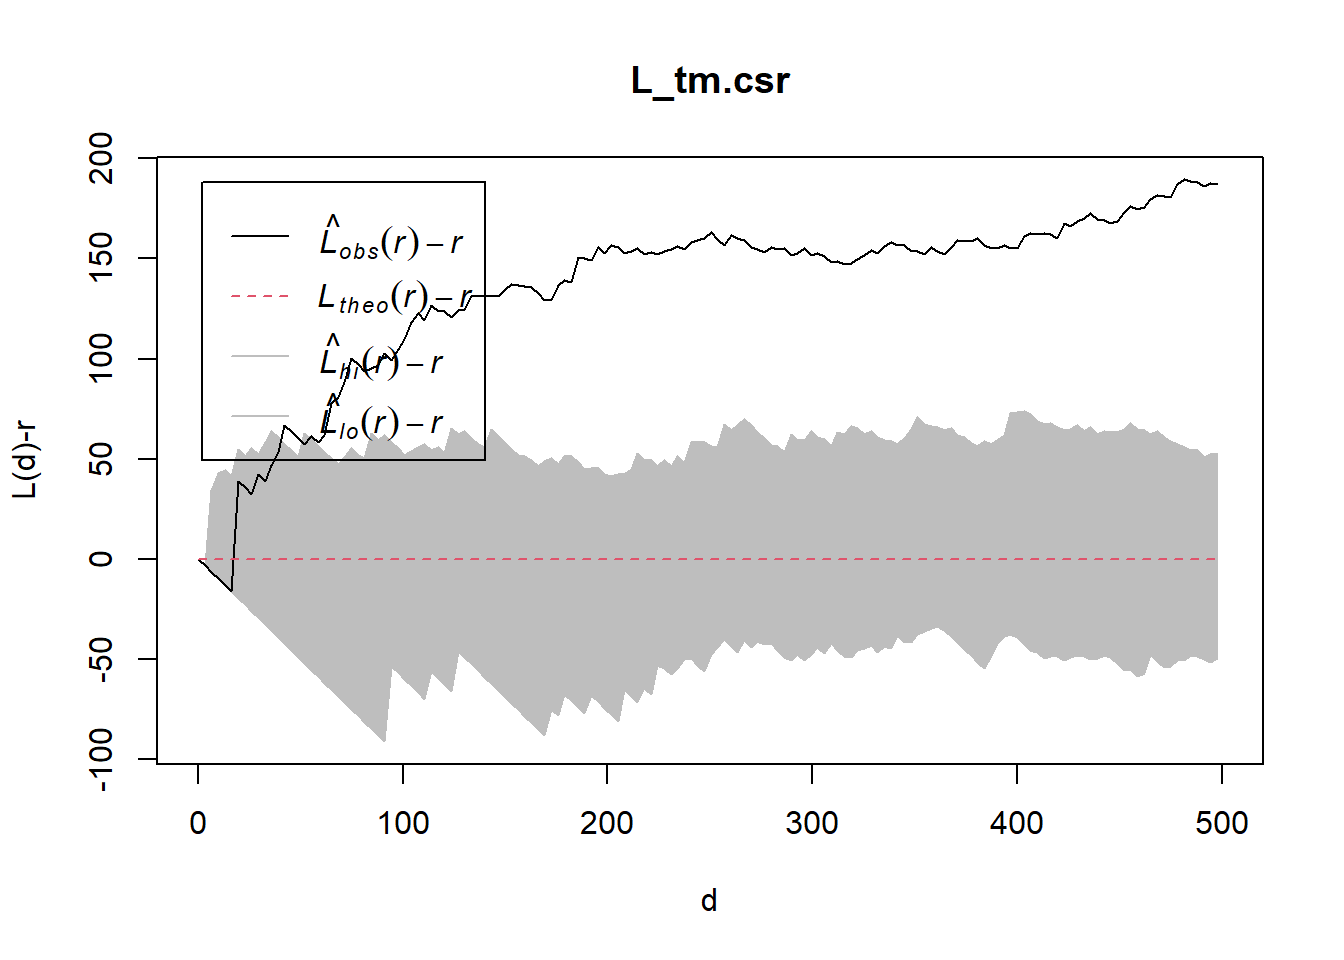 L_tm.csr
L(d)-r
200
150
100
50
0
-50
-100
L̂obs(r) − r
Ltheo(r) − r
L̂hi(r) − r
L̂lo(r) − r
0 100 200 300 400 500
d